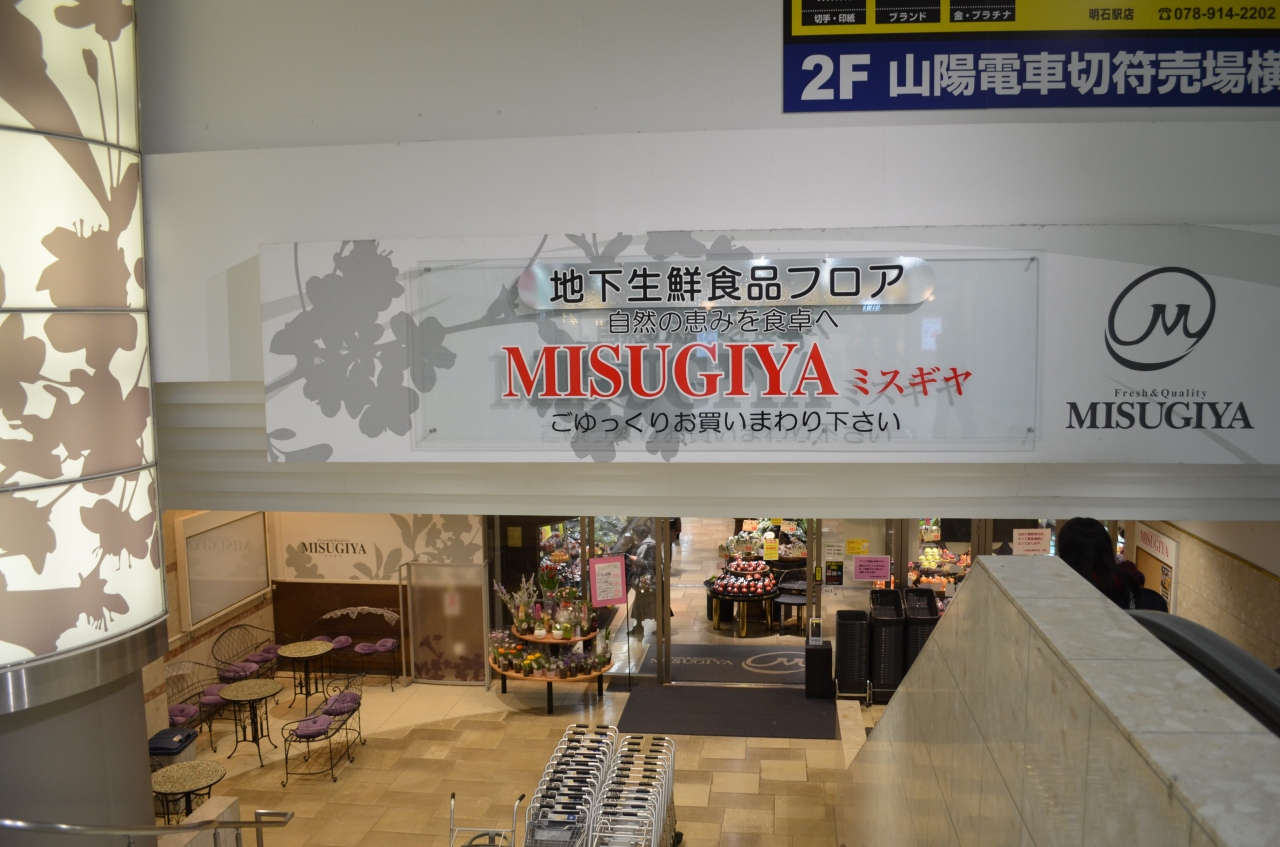 切手・印紙
ブランド
金・プラチナ
明石駅店 ☎078-914-2202
2F 山陽電車切符売場横
地下生鮮食品フロア
自然の恵みを食卓へ
MISUGIYA ミスギヤ
ごゆっくりお買いまわり下さい
Fresh & Quality
MISUGIYA
MISUGIYA
MISUGIYA
MISUGIYA